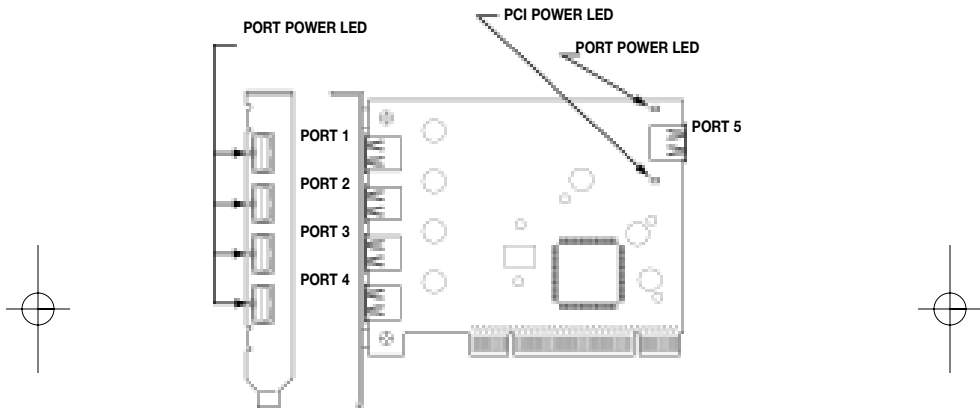 PCI POWER LED
PORT POWER LED
PORT POWER LED
PORT 1
PORT 5
PORT 2
PORT 3
PORT 4